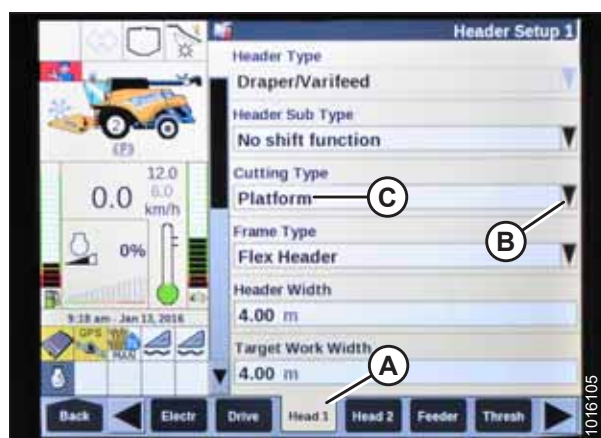 Header Setup 1
Header Type
Draper/Varifeed
Header Sub Type
No shift function
Cutting Type
Platform
C
B
Frame Type
Flex Header
Header Width
4.00 m
Target Work Width
4.00 m
A
2
(F)
12.0
0.0 6.0
km/h
0%
9:18 am - Jan 13, 2016
GPS
MAN
Back Electr Drive Head 1 Head 2 Feeder Thresh
1016105